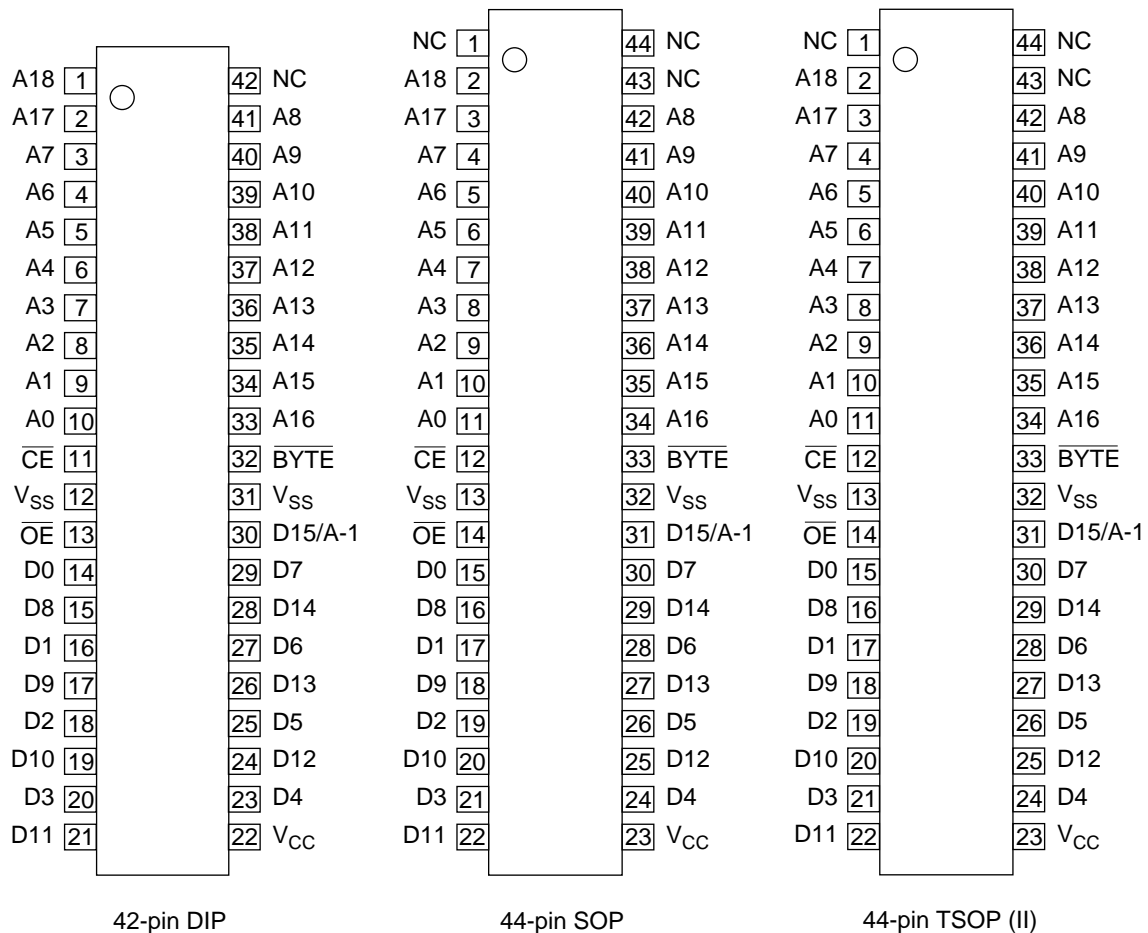 NC 1 44 NC NC 1 44 NC
A18 1 42 NC A18 2 43 NC A18 2 43 NC
A17 2 41 A8 A17 3 42 A8 A17 3 42 A8
A7 3 40 A9 A7 4 41 A9 A7 4 41 A9
A6 4 39 A10 A6 5 40 A10 A6 5 40 A10
A5 5 38 A11 A5 6 39 A11 A5 6 39 A11
A4 6 37 A12 A4 7 38 A12 A4 7 38 A12
A3 7 36 A13 A3 8 37 A13 A3 8 37 A13
A2 8 35 A14 A2 9 36 A14 A2 9 36 A14
A1 9 34 A15 A1 10 35 A15 A1 10 35 A15
A0 10 33 A16 A0 11 34 A16 A0 11 34 A16
C̅E̅ 11 32 B̅Y̅T̅E̅ C̅E̅ 12 33 B̅Y̅T̅E̅ C̅E̅ 12 33 B̅Y̅T̅E̅
VSS 12 31 VSS VSS 13 32 VSS VSS 13 32 VSS
O̅E̅ 13 30 D15/A-1 O̅E̅ 14 31 D15/A-1 O̅E̅ 14 31 D15/A-1
D0 14 29 D7 D0 15 30 D7 D0 15 30 D7
D8 15 28 D14 D8 16 29 D14 D8 16 29 D14
D1 16 27 D6 D1 17 28 D6 D1 17 28 D6
D9 17 26 D13 D9 18 27 D13 D9 18 27 D13
D2 18 25 D5 D2 19 26 D5 D2 19 26 D5
D10 19 24 D12 D10 20 25 D12 D10 20 25 D12
D3 20 23 D4 D3 21 24 D4 D3 21 24 D4
D11 21 22 VCC D11 22 23 VCC D11 22 23 VCC
42-pin DIP 44-pin SOP 44-pin TSOP (II)